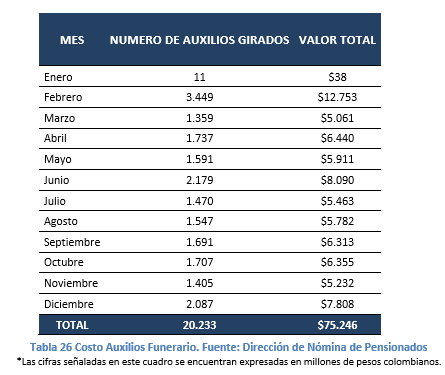 MES NUMERO DE AUXILIOS GIRADOS VALOR TOTAL
Enero 11 $38
Febrero 3.449 $12.753
Marzo 1.359 $5.061
Abril 1.737 $6.440
Mayo 1.591 $5.911
Junio 2.179 $8.090
Julio 1.470 $5.463
Agosto 1.547 $5.782
Septiembre 1.691 $6.313
Octubre 1.707 $6.355
Noviembre 1.405 $5.232
Diciembre 2.087 $7.808
TOTAL 20.233 $75.246
Tabla 26 Costo Auxilios Funerario. Fuente: Dirección de Nómina de Pensionados
*Las cifras señaladas en este cuadro se encuentran expresadas en millones de pesos colombianos.